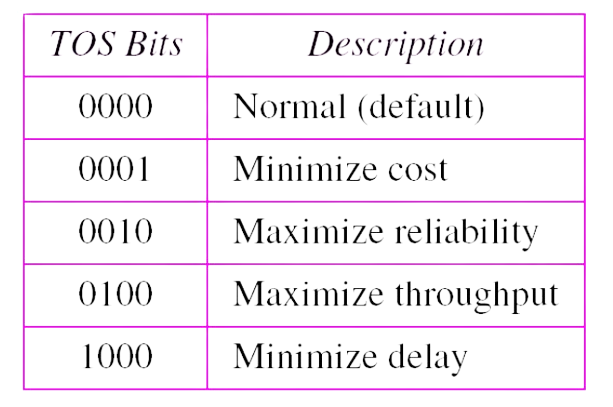 TOS Bits Description
0000 Normal (default)
0001 Minimize cost
0010 Maximize reliability
0100 Maximize throughput
1000 Minimize delay